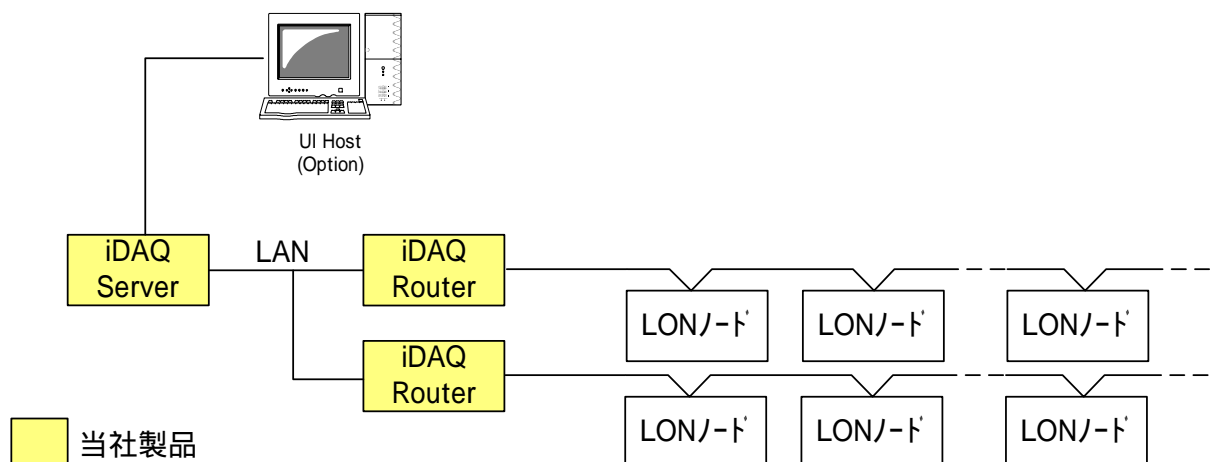 UI Host
(Option)
iDAQ
Server
LAN
iDAQ
Router
LONノード
LONノード
LONノード
iDAQ
Router
LONノード
LONノード
LONノード
当社製品